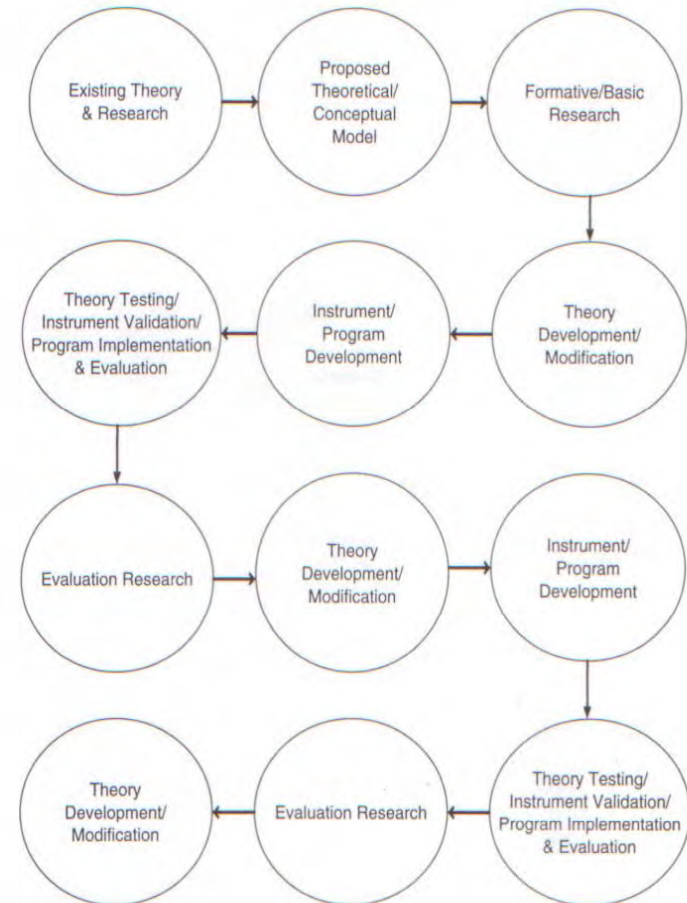 Existing Theory
& Research
Proposed
Theoretical/
Conceptual
Model
Formative/Basic
Research
Theory
Development/
Modification
Instrument/
Program
Development
Theory Testing/
Instrument Validation/
Program Implementation
& Evaluation
Evaluation Research
Theory
Development/
Modification
Instrument/
Program
Development
Theory Testing/
Instrument Validation/
Program Implementation
& Evaluation
Evaluation Research
Theory
Development/
Modification